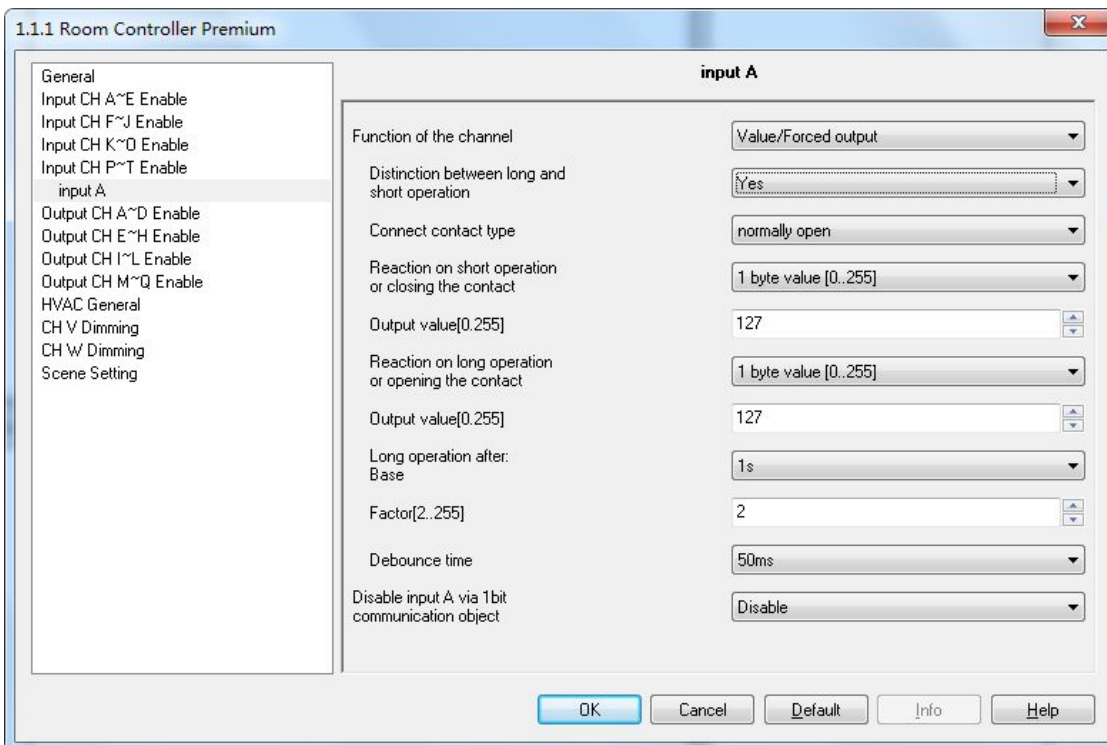 1.1.1 Room Controller Premium
x
General
Input CH A~E Enable
Input CH F~J Enable
Input CH K~O Enable
Input CH P~T Enable
input A
Output CH A~D Enable
Output CH E~H Enable
Output CH I~L Enable
Output CH M~Q Enable
HVAC General
CH V Dimming
CH W Dimming
Scene Setting
input A
Function of the channel
Value/Forced output
Distinction between long and
short operation
Yes
Connect contact type
normally open
Reaction on short operation
or closing the contact
1 byte value [0..255]
Output value[0.255]
127
Reaction on long operation
or opening the contact
1 byte value [0..255]
Output value[0.255]
127
Long operation after:
Base
1s
Factor[2..255]
2
Debounce time
50ms
Disable input A via 1bit
communication object
Disable
OK
Cancel
Default
Info
Help